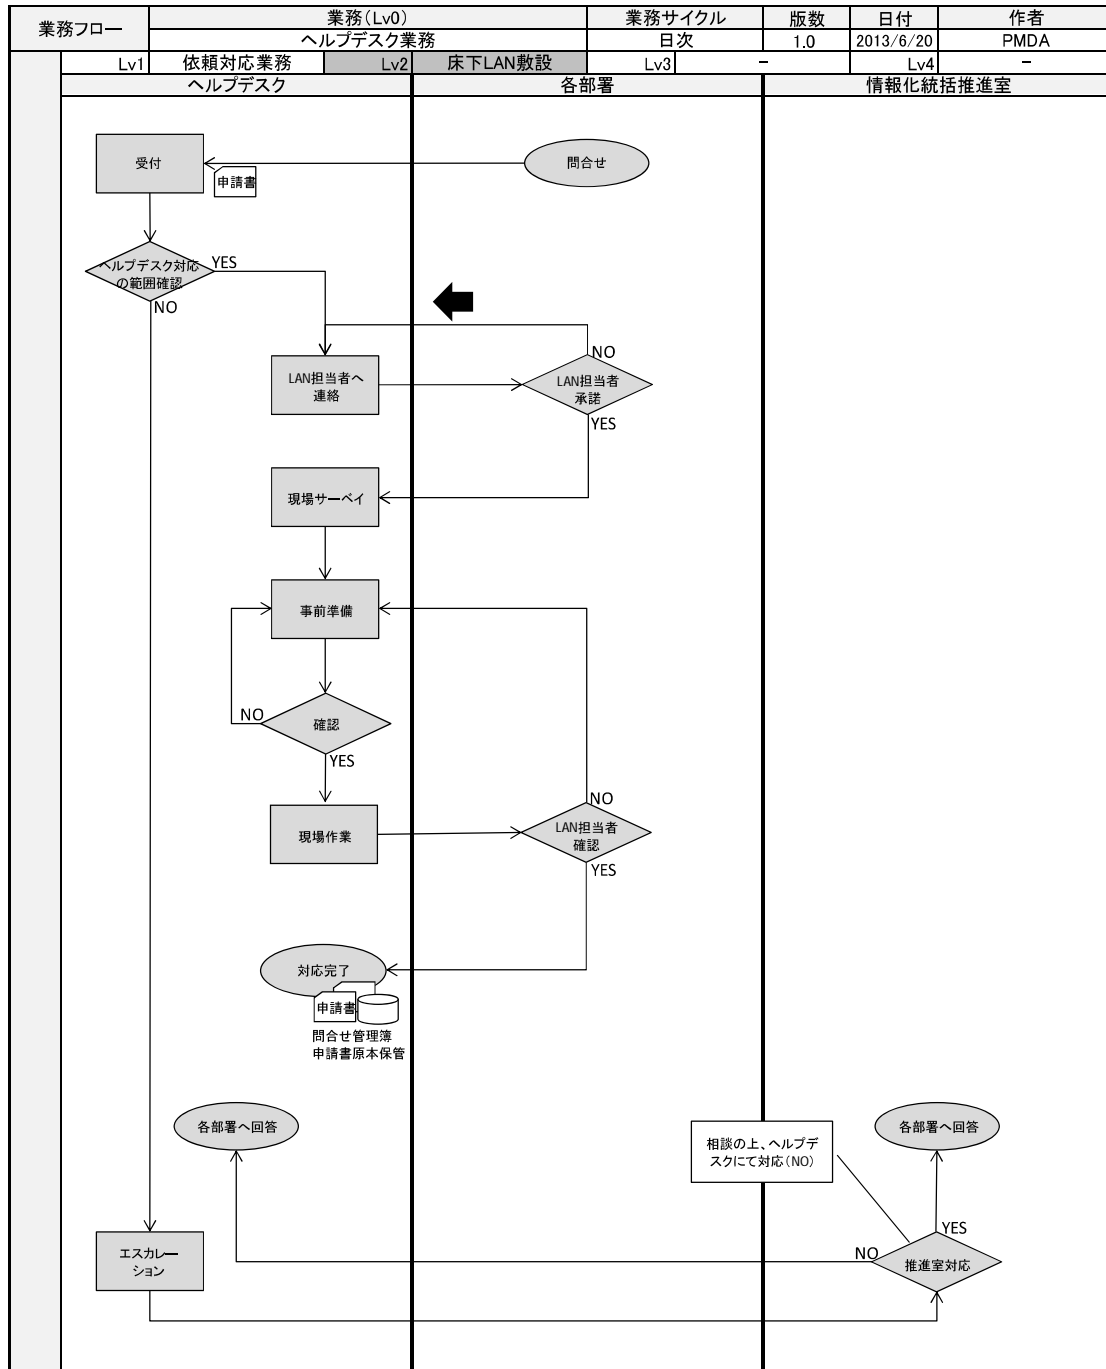 業務フロー
業務(Lv0)
業務サイクル
版数
日付
作者
ヘルプデスク業務
日次
1.0
2013/6/20
PMDA
Lv1
依頼対応業務
Lv2
床下LAN敷設
Lv3
-
Lv4
-
ヘルプデスク
各部署
情報化統括推進室
受付
申請書
問合せ
ヘルプデスク対応
の範囲確認
YES
NO
LAN担当者へ
連絡
NO
LAN担当者
承諾
YES
現場サーベイ
事前準備
NO
確認
YES
現場作業
NO
LAN担当者
確認
YES
対応完了
申請書
問合せ管理簿
申請書原本保管
各部署へ回答
相談の上、ヘルプデ
スクにて対応(NO)
各部署へ回答
エスカレー
ション
NO
YES
推進室対応